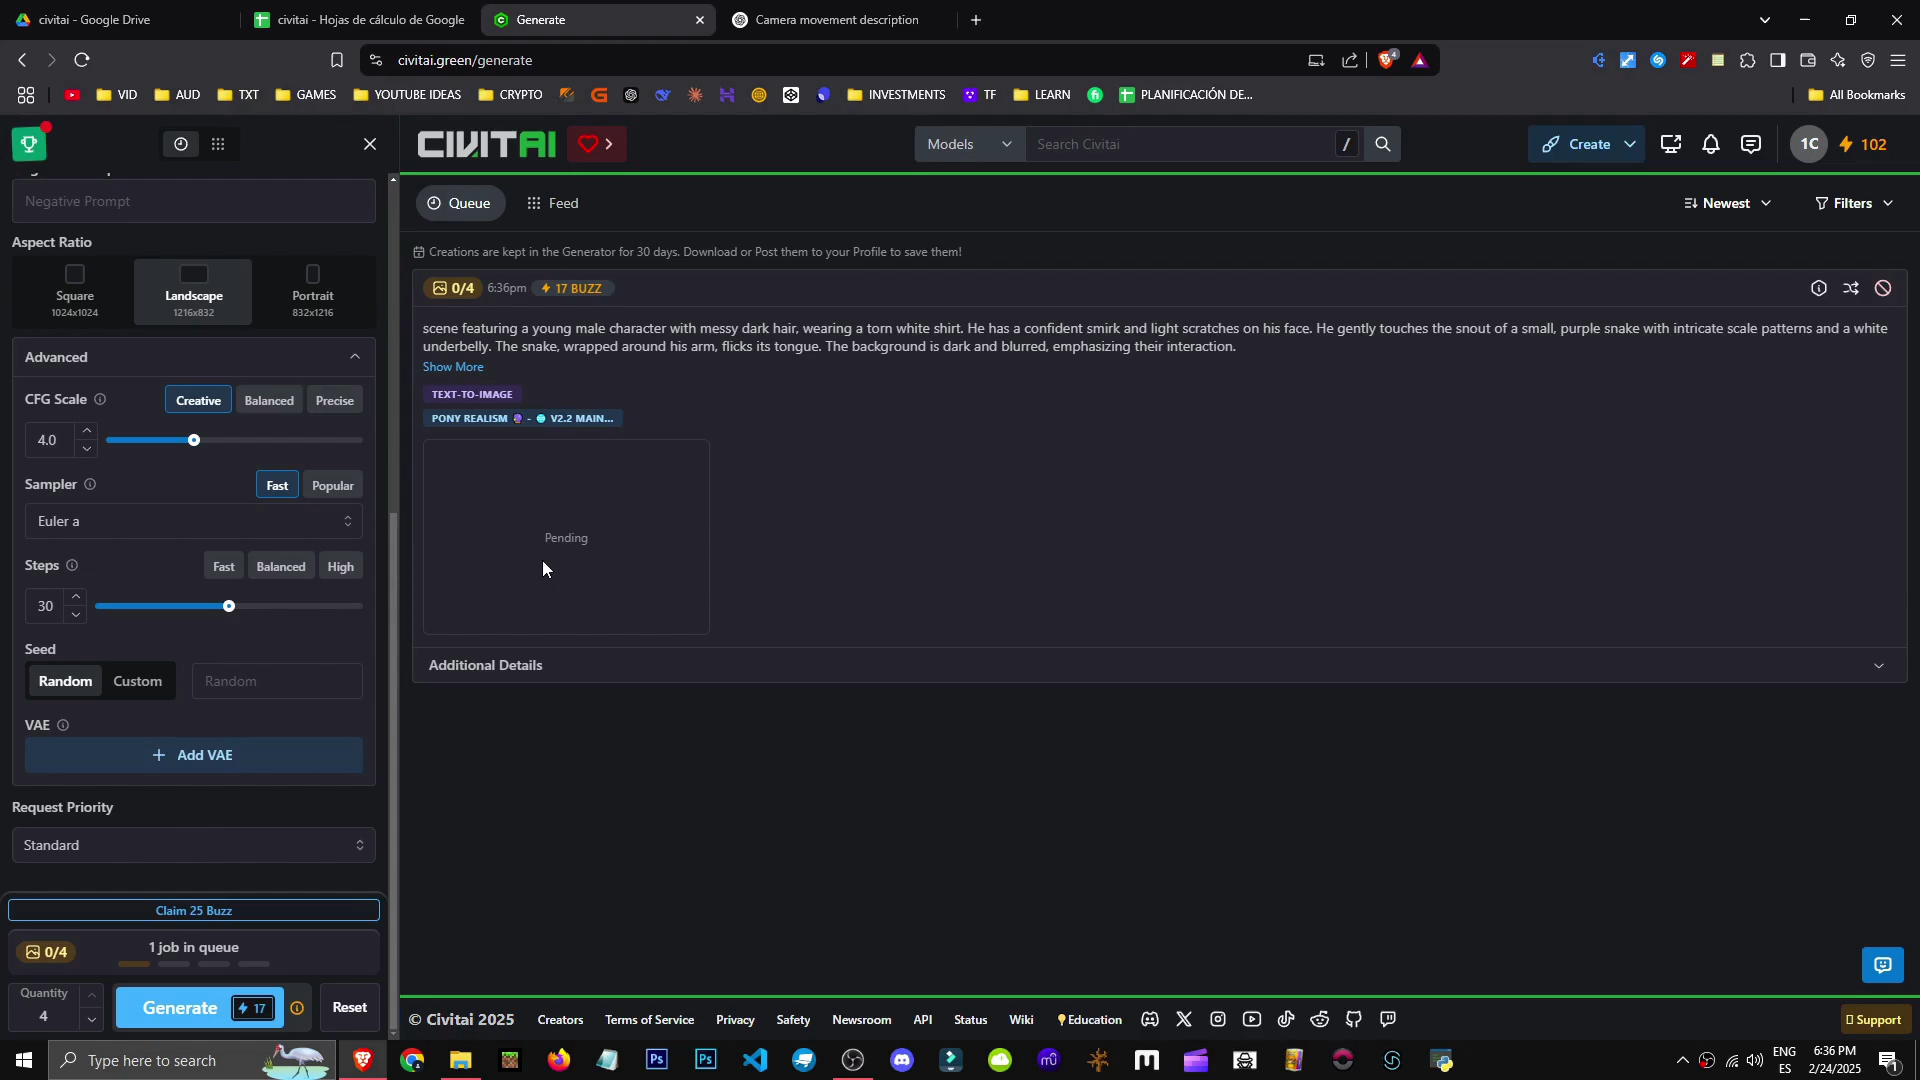 civitai - Google Drive
civitai - Hojas de cálculo de Google
Generate
Camera movement description
civitai.green/generate
4
VID
AUD
TXT
GAMES
YOUTUBE IDEAS
CRYPTO
INVESTMENTS
TF
LEARN
PLANIFICACIÓN DE...
All Bookmarks
CIVITAI
Models
Search Civitai
/
Create
1C
102
Negative Prompt
Queue
Feed
Newest
Filters
Aspect Ratio
Creations are kept in the Generator for 30 days. Download or Post them to your Profile to save them!
Square
1024x1024
Landscape
1216x832
Portrait
832x1216
0/4
6:36pm
17 BUZZ
scene featuring a young male character with messy dark hair, wearing a torn white shirt. He has a confident smirk and light scratches on his face. He gently touches the snout of a small, purple snake with intricate scale patterns and a white
underbelly. The snake, wrapped around his arm, flicks its tongue. The background is dark and blurred, emphasizing their interaction.
Show More
TEXT-TO-IMAGE
PONY REALISM - V2.2 MAIN...
Pending
Additional Details
Advanced
CFG Scale
Creative
Balanced
Precise
4.0
Sampler
Fast
Popular
Euler a
Steps
Fast
Balanced
High
30
Seed
Random
Custom
Random
VAE
+ Add VAE
Request Priority
Standard
Claim 25 Buzz
0/4
1 job in queue
Quantity
4
Generate
17
Reset
© Civitai 2025
Creators
Terms of Service
Privacy
Safety
Newsroom
API
Status
Wiki
Education
Support
Type here to search
ENG
ES
6:36 PM
2/24/2025
1